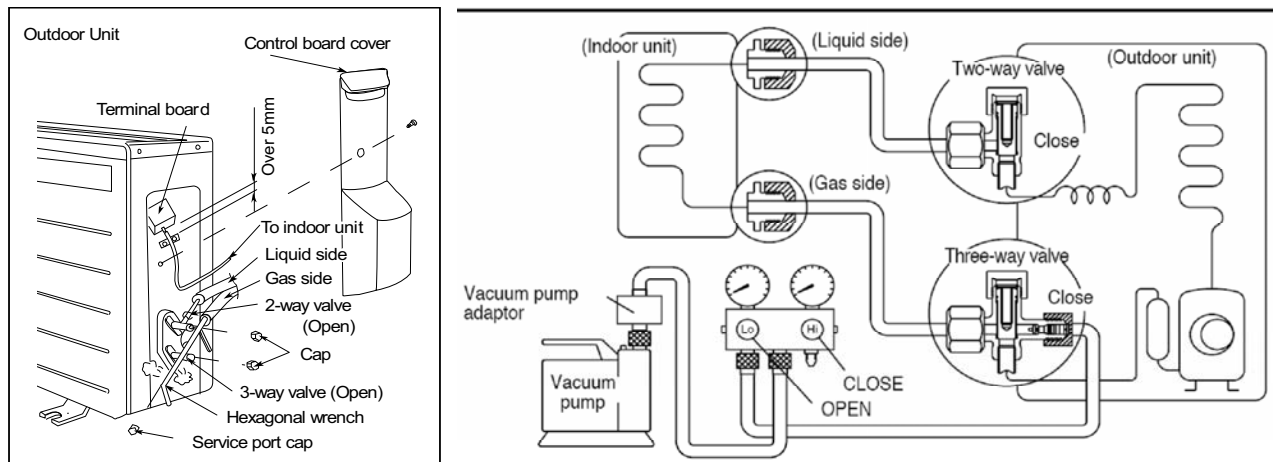 Outdoor Unit
Control board cover
Terminal board
Over 5mm
To indoor unit
Liquid side
Gas side
2-way valve
(Open)
Cap
3-way valve (Open)
Hexagonal wrench
Service port cap
(Indoor unit)
(Liquid side)
Two-way valve
(Outdoor unit)
Close
(Gas side)
Three-way valve
Close
Vacuum pump
adaptor
Lo
Hi
Vacuum
pump
CLOSE
OPEN